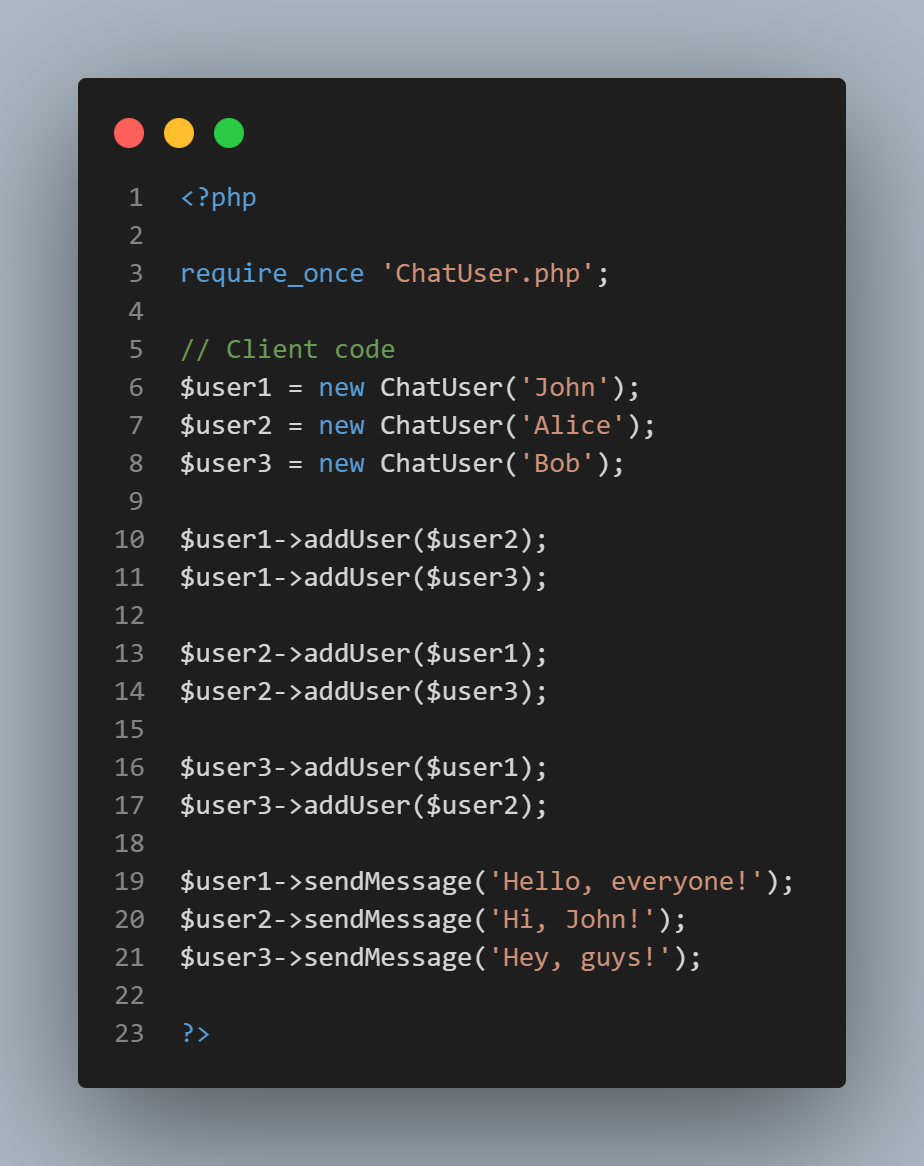 1 <?php
2
3 require_once 'ChatUser.php';
4
5 // Client code
6 $user1 = new ChatUser('John');
7 $user2 = new ChatUser('Alice');
8 $user3 = new ChatUser('Bob');
9
10 $user1->addUser($user2);
11 $user1->addUser($user3);
12
13 $user2->addUser($user1);
14 $user2->addUser($user3);
15
16 $user3->addUser($user1);
17 $user3->addUser($user2);
18
19 $user1->sendMessage('Hello, everyone!');
20 $user2->sendMessage('Hi, John!');
21 $user3->sendMessage('Hey, guys!');
22
23 ?>